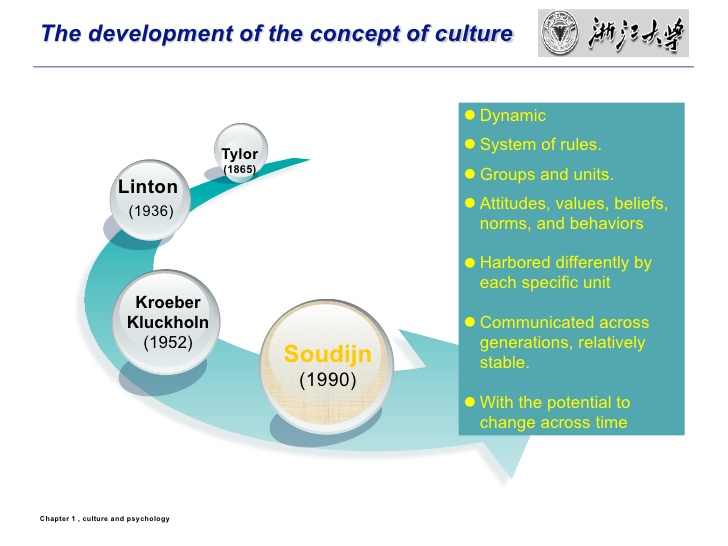 The development of the concept of culture
浙江大学
Tylor
(1865)
Linton
(1936)
Kroeber
Kluckholn
(1952)
Soudijn
(1990)
Dynamic
System of rules.
Groups and units.
Attitudes, values, beliefs,
norms, and behaviors
Harbored differently by
each specific unit
Communicated across
generations, relatively
stable.
With the potential to
change across time
Chapter 1 , culture and psychology